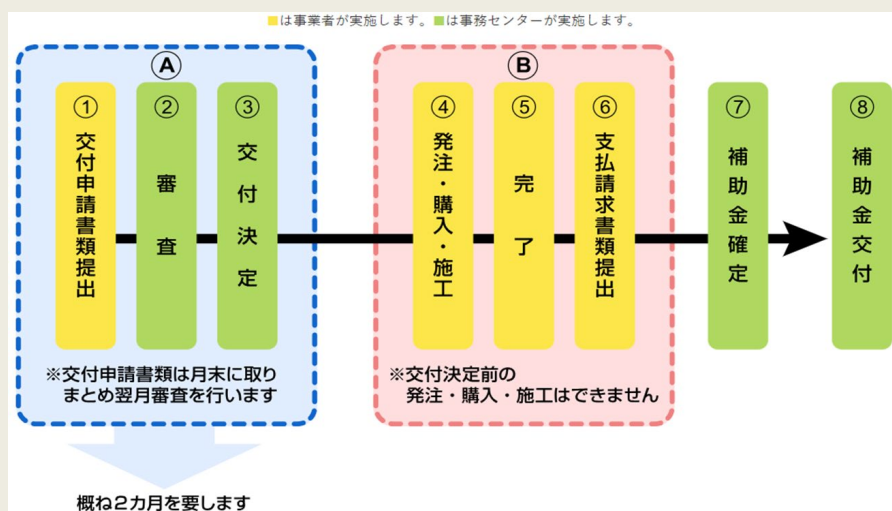 ■は事業者が実施します。■は事務センターが実施します。
Ⓐ
① 交付申請書類提出
② 審査
③ 交付決定
※交付申請書類は月末に取り
まとめ翌月審査を行います
概ね2カ月を要します
Ⓑ
④ 発注・購入・施工
⑤ 完了
⑥ 支払請求書類提出
※交付決定前の
発注・購入・施工はできません
⑦ 補助金確定
⑧ 補助金交付